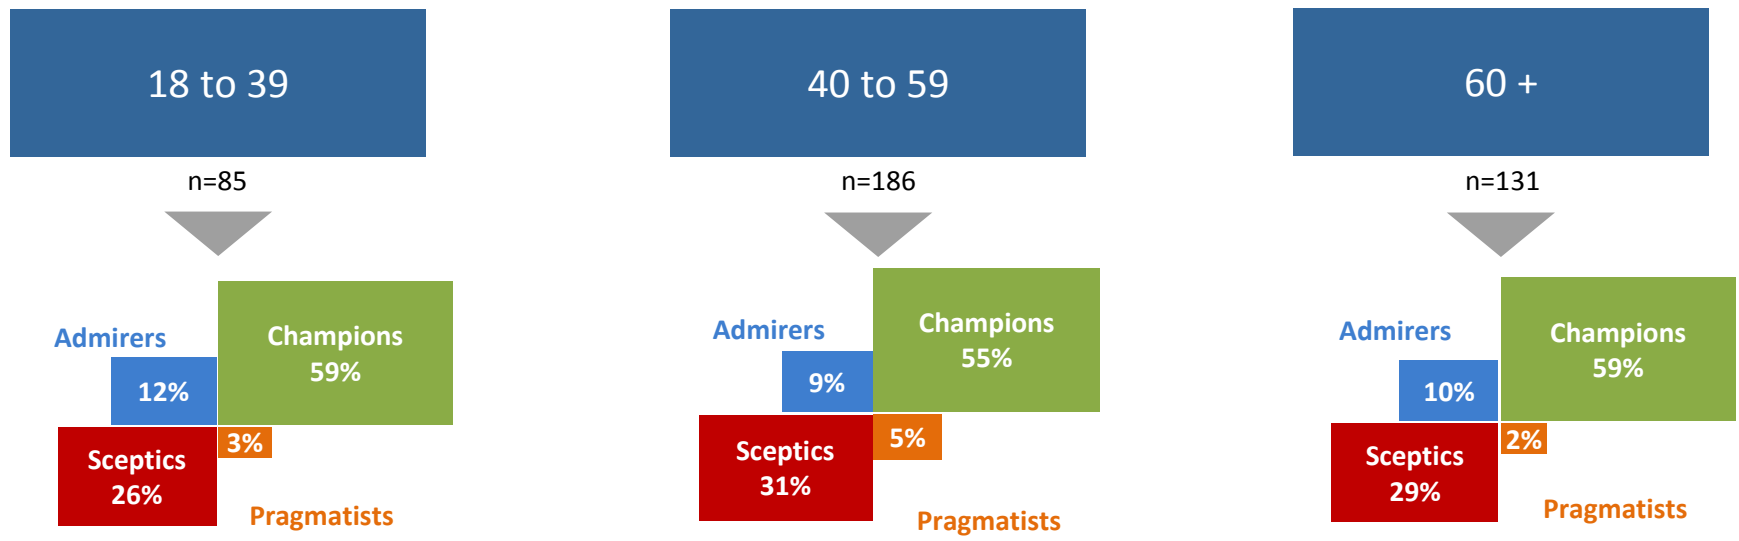 18 to 39
n=85
Admirers
Champions
59%
12%
3%
Sceptics
26%
Pragmatists
40 to 59
n=186
Admirers
Champions
55%
9%
5%
Sceptics
31%
Pragmatists
60 +
n=131
Admirers
Champions
59%
10%
2%
Sceptics
29%
Pragmatists